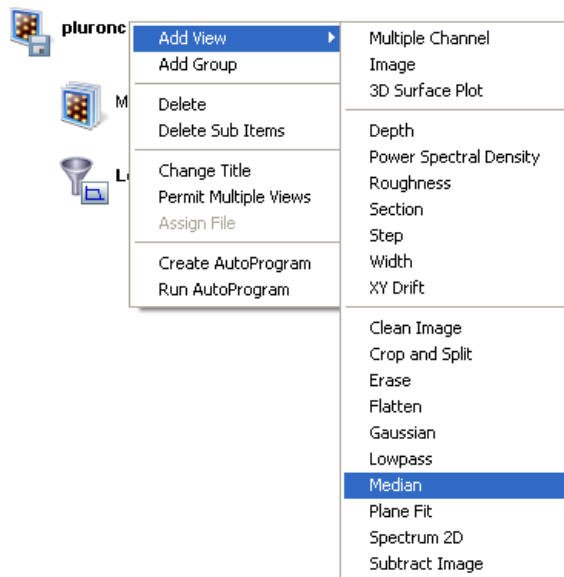 pluronc
M
L
Add View
Add Group
Delete
Delete Sub Items
Change Title
Permit Multiple Views
Assign File
Create AutoProgram
Run AutoProgram
Multiple Channel
Image
3D Surface Plot
Depth
Power Spectral Density
Roughness
Section
Step
Width
XY Drift
Clean Image
Crop and Split
Erase
Flatten
Gaussian
Lowpass
Median
Plane Fit
Spectrum 2D
Subtract Image